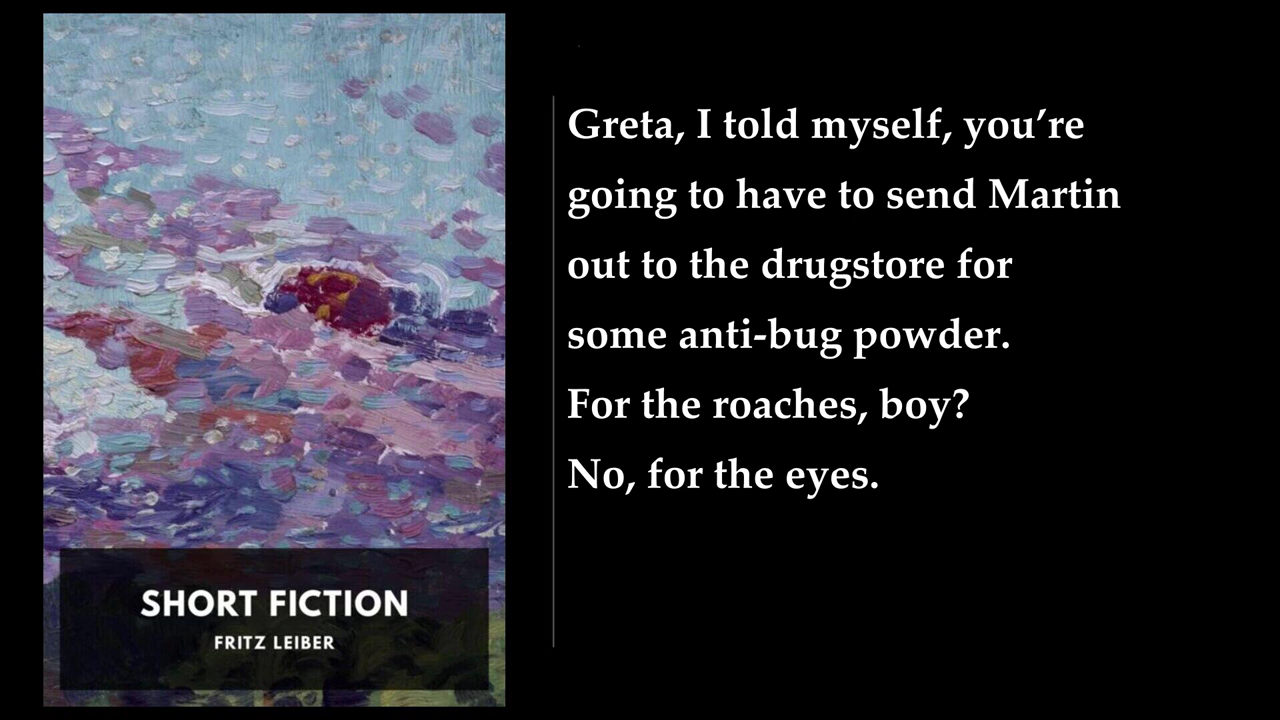 SHORT FICTION
FRITZ LEIBER
Greta, I told myself, you’re
going to have to send Martin
out to the drugstore for
some anti-bug powder.
For the roaches, boy?
No, for the eyes.